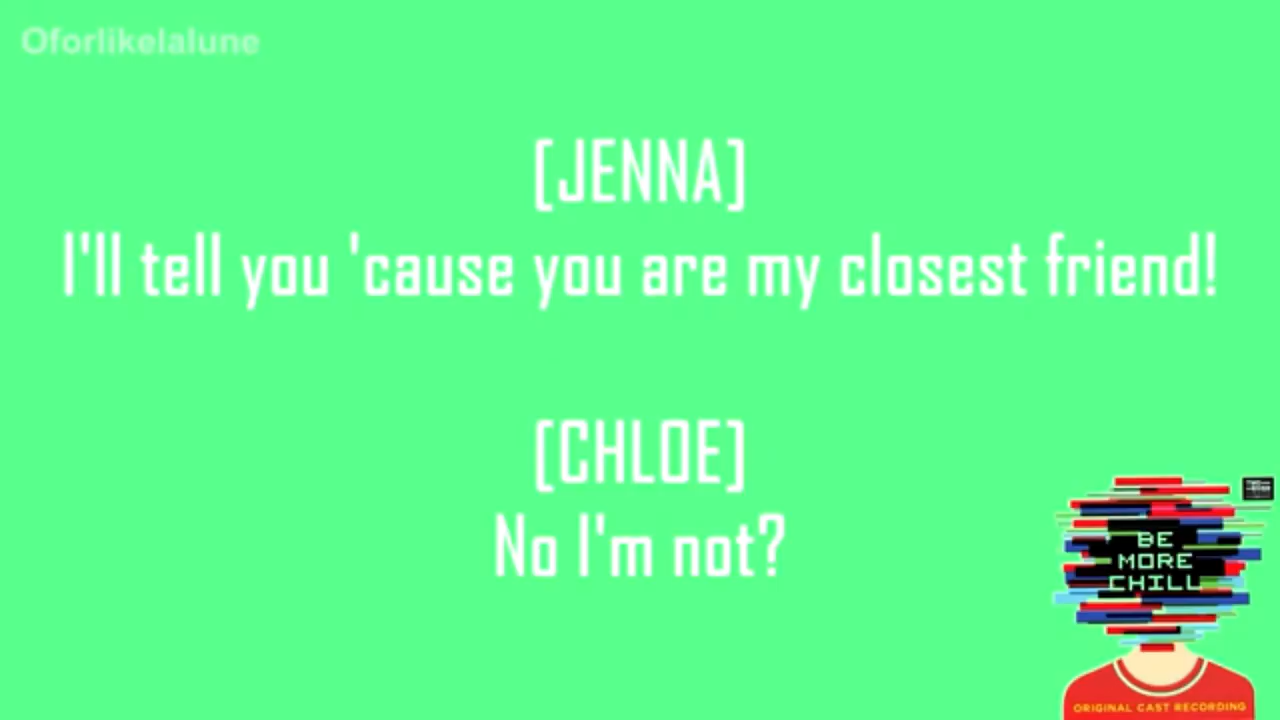 Oforlikelalune
[JENNA]
I'll tell you 'cause you are my closest friend!
[CHLOE]
No I'm not?
BE
MORE
CHILL
ORIGINAL CAST RECORDING